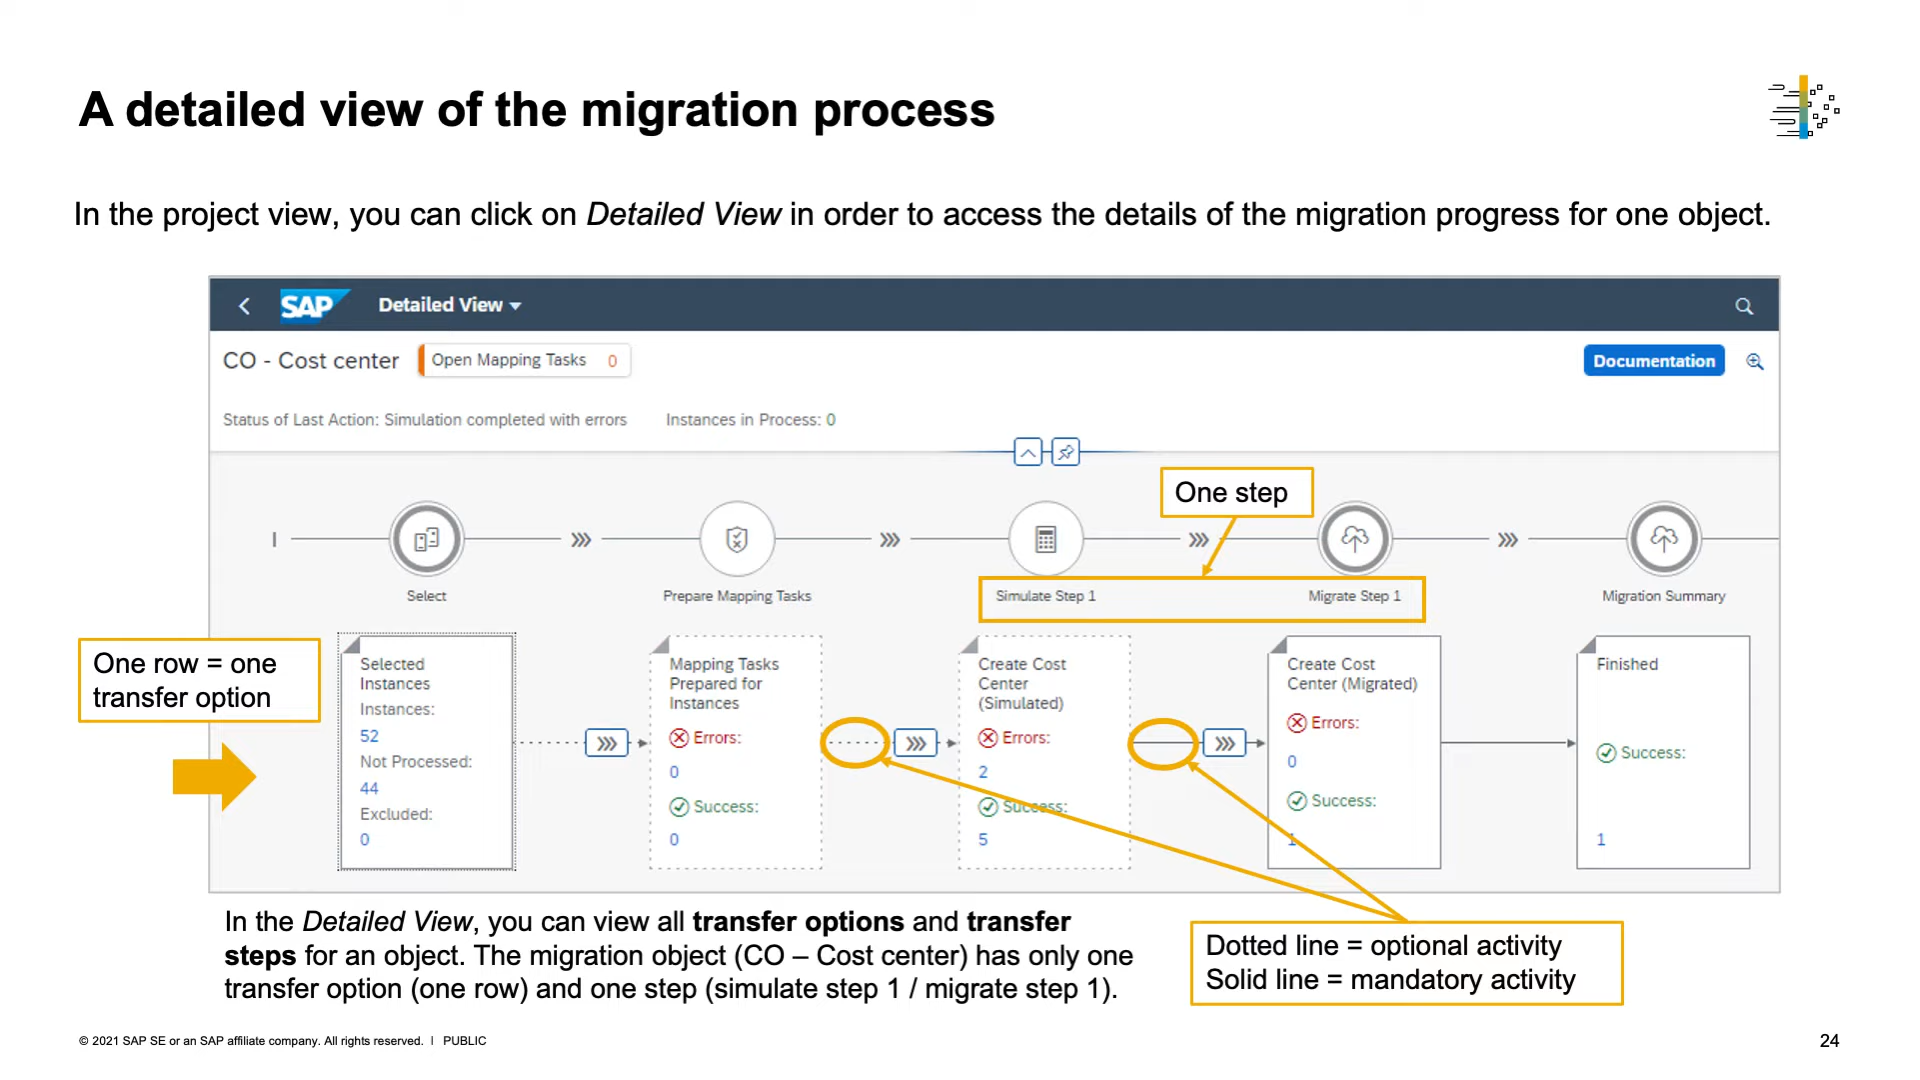 A detailed view of the migration process
In the project view, you can click on Detailed View in order to access the details of the migration progress for one object.
SAP Detailed View
CO - Cost center Open Mapping Tasks 0 Documentation
Status of Last Action: Simulation completed with errors Instances in Process: 0
One step
Select Prepare Mapping Tasks Simulate Step 1 Migrate Step 1 Migration Summary
One row = one
transfer option
Selected
Instances
Instances:
52
Not Processed:
44
Excluded:
0
Mapping Tasks
Prepared for
Instances
Errors:
0
Success:
0
Create Cost
Center
(Simulated)
Errors:
2
Success:
5
Create Cost
Center (Migrated)
Errors:
0
Success:
1
Finished
Success:
1
In the Detailed View, you can view all transfer options and transfer
steps for an object. The migration object (CO – Cost center) has only one
transfer option (one row) and one step (simulate step 1 / migrate step 1).
Dotted line = optional activity
Solid line = mandatory activity
© 2021 SAP SE or an SAP affiliate company. All rights reserved. I PUBLIC
24